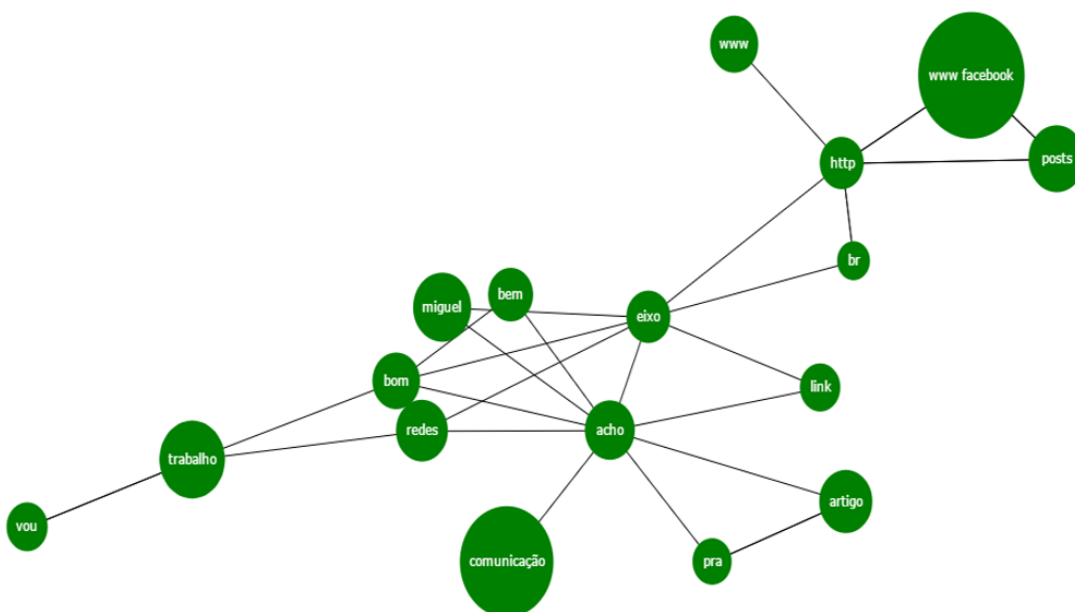 www
www facebook
http
posts
br
bem
miguel
eixo
bom
link
redes
acho
trabalho
artigo
vou
comunicação
pra